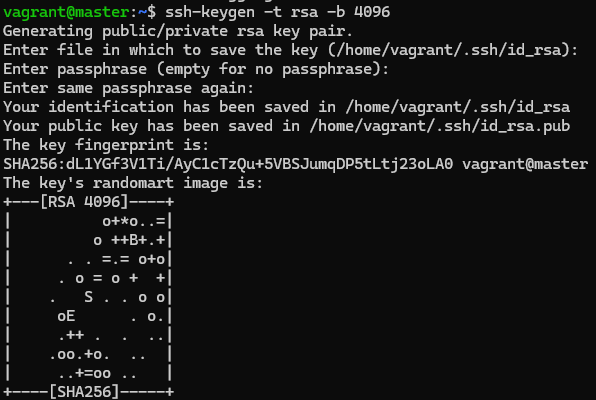 vagrant@master:~$ ssh-keygen -t rsa -b 4096
Generating public/private rsa key pair.
Enter file in which to save the key (/home/vagrant/.ssh/id_rsa):
Enter passphrase (empty for no passphrase):
Enter same passphrase again:
Your identification has been saved in /home/vagrant/.ssh/id_rsa
Your public key has been saved in /home/vagrant/.ssh/id_rsa.pub
The key fingerprint is:
SHA256:dL1YGf3V1Ti/AyC1cTzQu+5VBSJumqDP5tLtj23oLA0 vagrant@master
The key's randomart image is:
+---[RSA 4096]----+
|          o+*o..=|
|         o ++B+.+|
|      . . =.= o+o|
|     . o = o +  +|
|    .   S . . o o|
|     oE      . o.|
|     .++ .  .  ..|
|    .oo.+o.  ..  |
|     ..+=oo ..   |
+----[SHA256]-----+